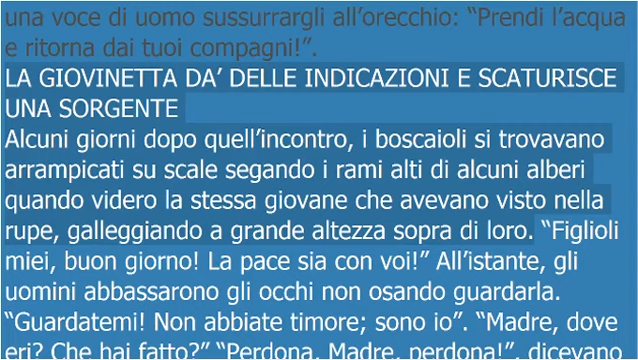 una voce di uomo sussurrargli all’orecchio: “Prendi l’acqua
e ritorna dai tuoi compagni!”.
LA GIOVINETTA DA’ DELLE INDICAZIONI E SCATURISCE
UNA SORGENTE
Alcuni giorni dopo quell’incontro, i boscaioli si trovavano
arrampicati su scale segando i rami alti di alcuni alberi
quando videro la stessa giovane che avevano visto nella
rupe, galleggiando a grande altezza sopra di loro. “Figlioli
miei, buon giorno! La pace sia con voi!” All’istante, gli
uomini abbassarono gli occhi non osando guardarla.
“Guardatemi! Non abbiate timore; sono io”. “Madre, dove
eri? Che hai fatto?” “Perdona, Madre, perdona!”, dicevano